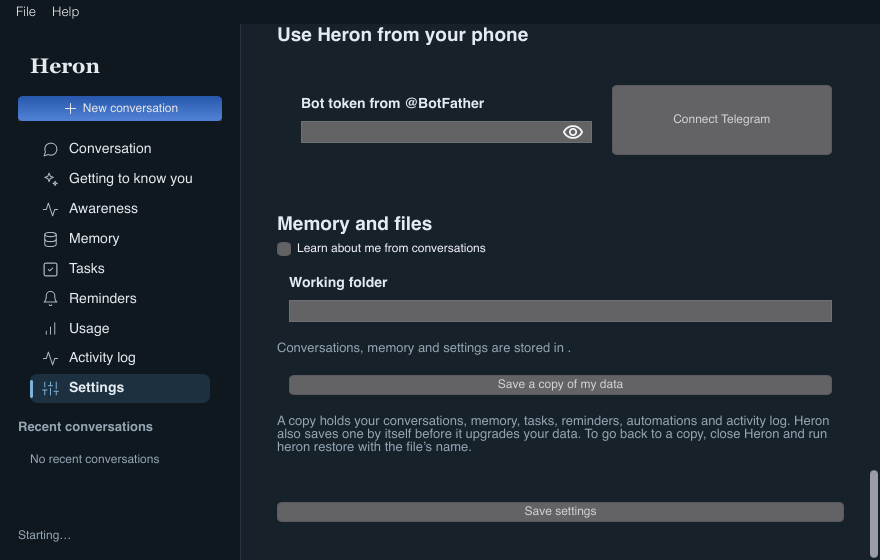 File Help
Heron
New conversation
Conversation
Getting to know you
Awareness
Memory
Tasks
Reminders
Usage
Activity log
Settings
Recent conversations
No recent conversations
Starting...
Use Heron from your phone
Bot token from @BotFather
Connect Telegram
Memory and files
Learn about me from conversations
Working folder
Conversations, memory and settings are stored in .
Save a copy of my data
A copy holds your conversations, memory, tasks, reminders, automations and activity log. Heron
also saves one by itself before it upgrades your data. To go back to a copy, close Heron and run
heron restore with the file's name.
Save settings